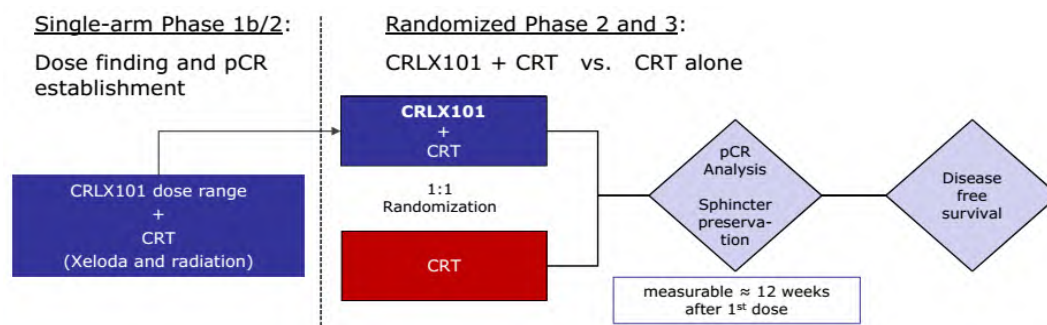 Single-arm Phase 1b/2:
Dose finding and pCR
establishment
CRLX101 dose range
+
CRT
(Xeloda and radiation)
Randomized Phase 2 and 3:
CRLX101 + CRT vs. CRT alone
CRLX101
+
CRT
1:1
Randomization
CRT
pCR
Analysis
Sphincter
preserva-
tion
measurable ≈ 12 weeks
after 1st dose
Disease
free
survival